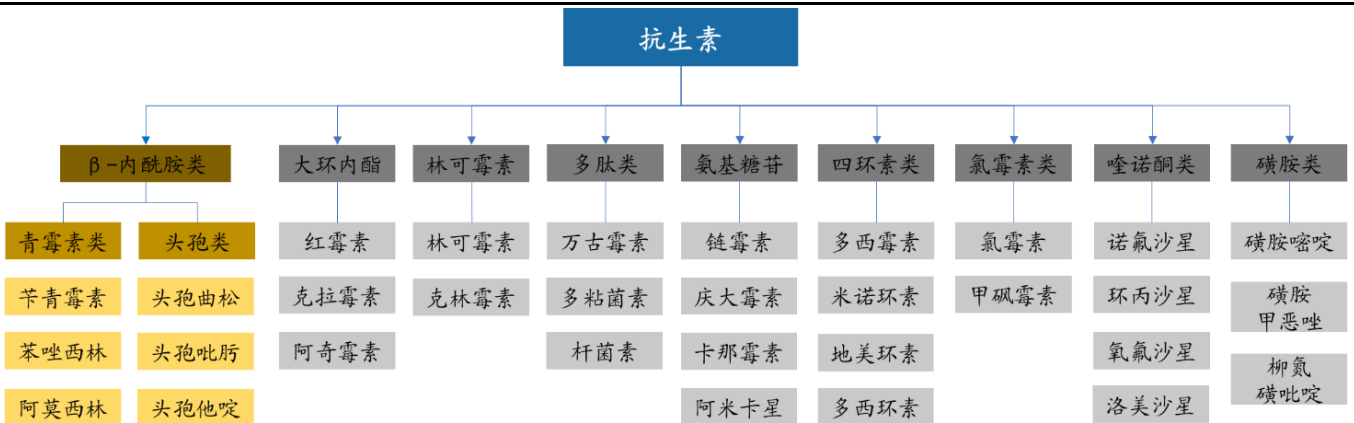 抗生素
β-内酰胺类
大环内酯
林可霉素
多肽类
氨基糖苷
四环素类
氯霉素类
喹诺酮类
磺胺类
青霉素类
头孢类
红霉素
林可霉素
万古霉素
链霉素
多西霉素
氯霉素
诺氟沙星
磺胺嘧啶
苄青霉素
头孢曲松
克拉霉素
克林霉素
多粘菌素
庆大霉素
米诺环素
甲砜霉素
环丙沙星
磺胺
甲恶唑
苯唑西林
头孢吡肟
阿奇霉素
杆菌素
卡那霉素
地美环素
氧氟沙星
柳氮
磺吡啶
阿莫西林
头孢他啶
阿米卡星
多西环素
洛美沙星